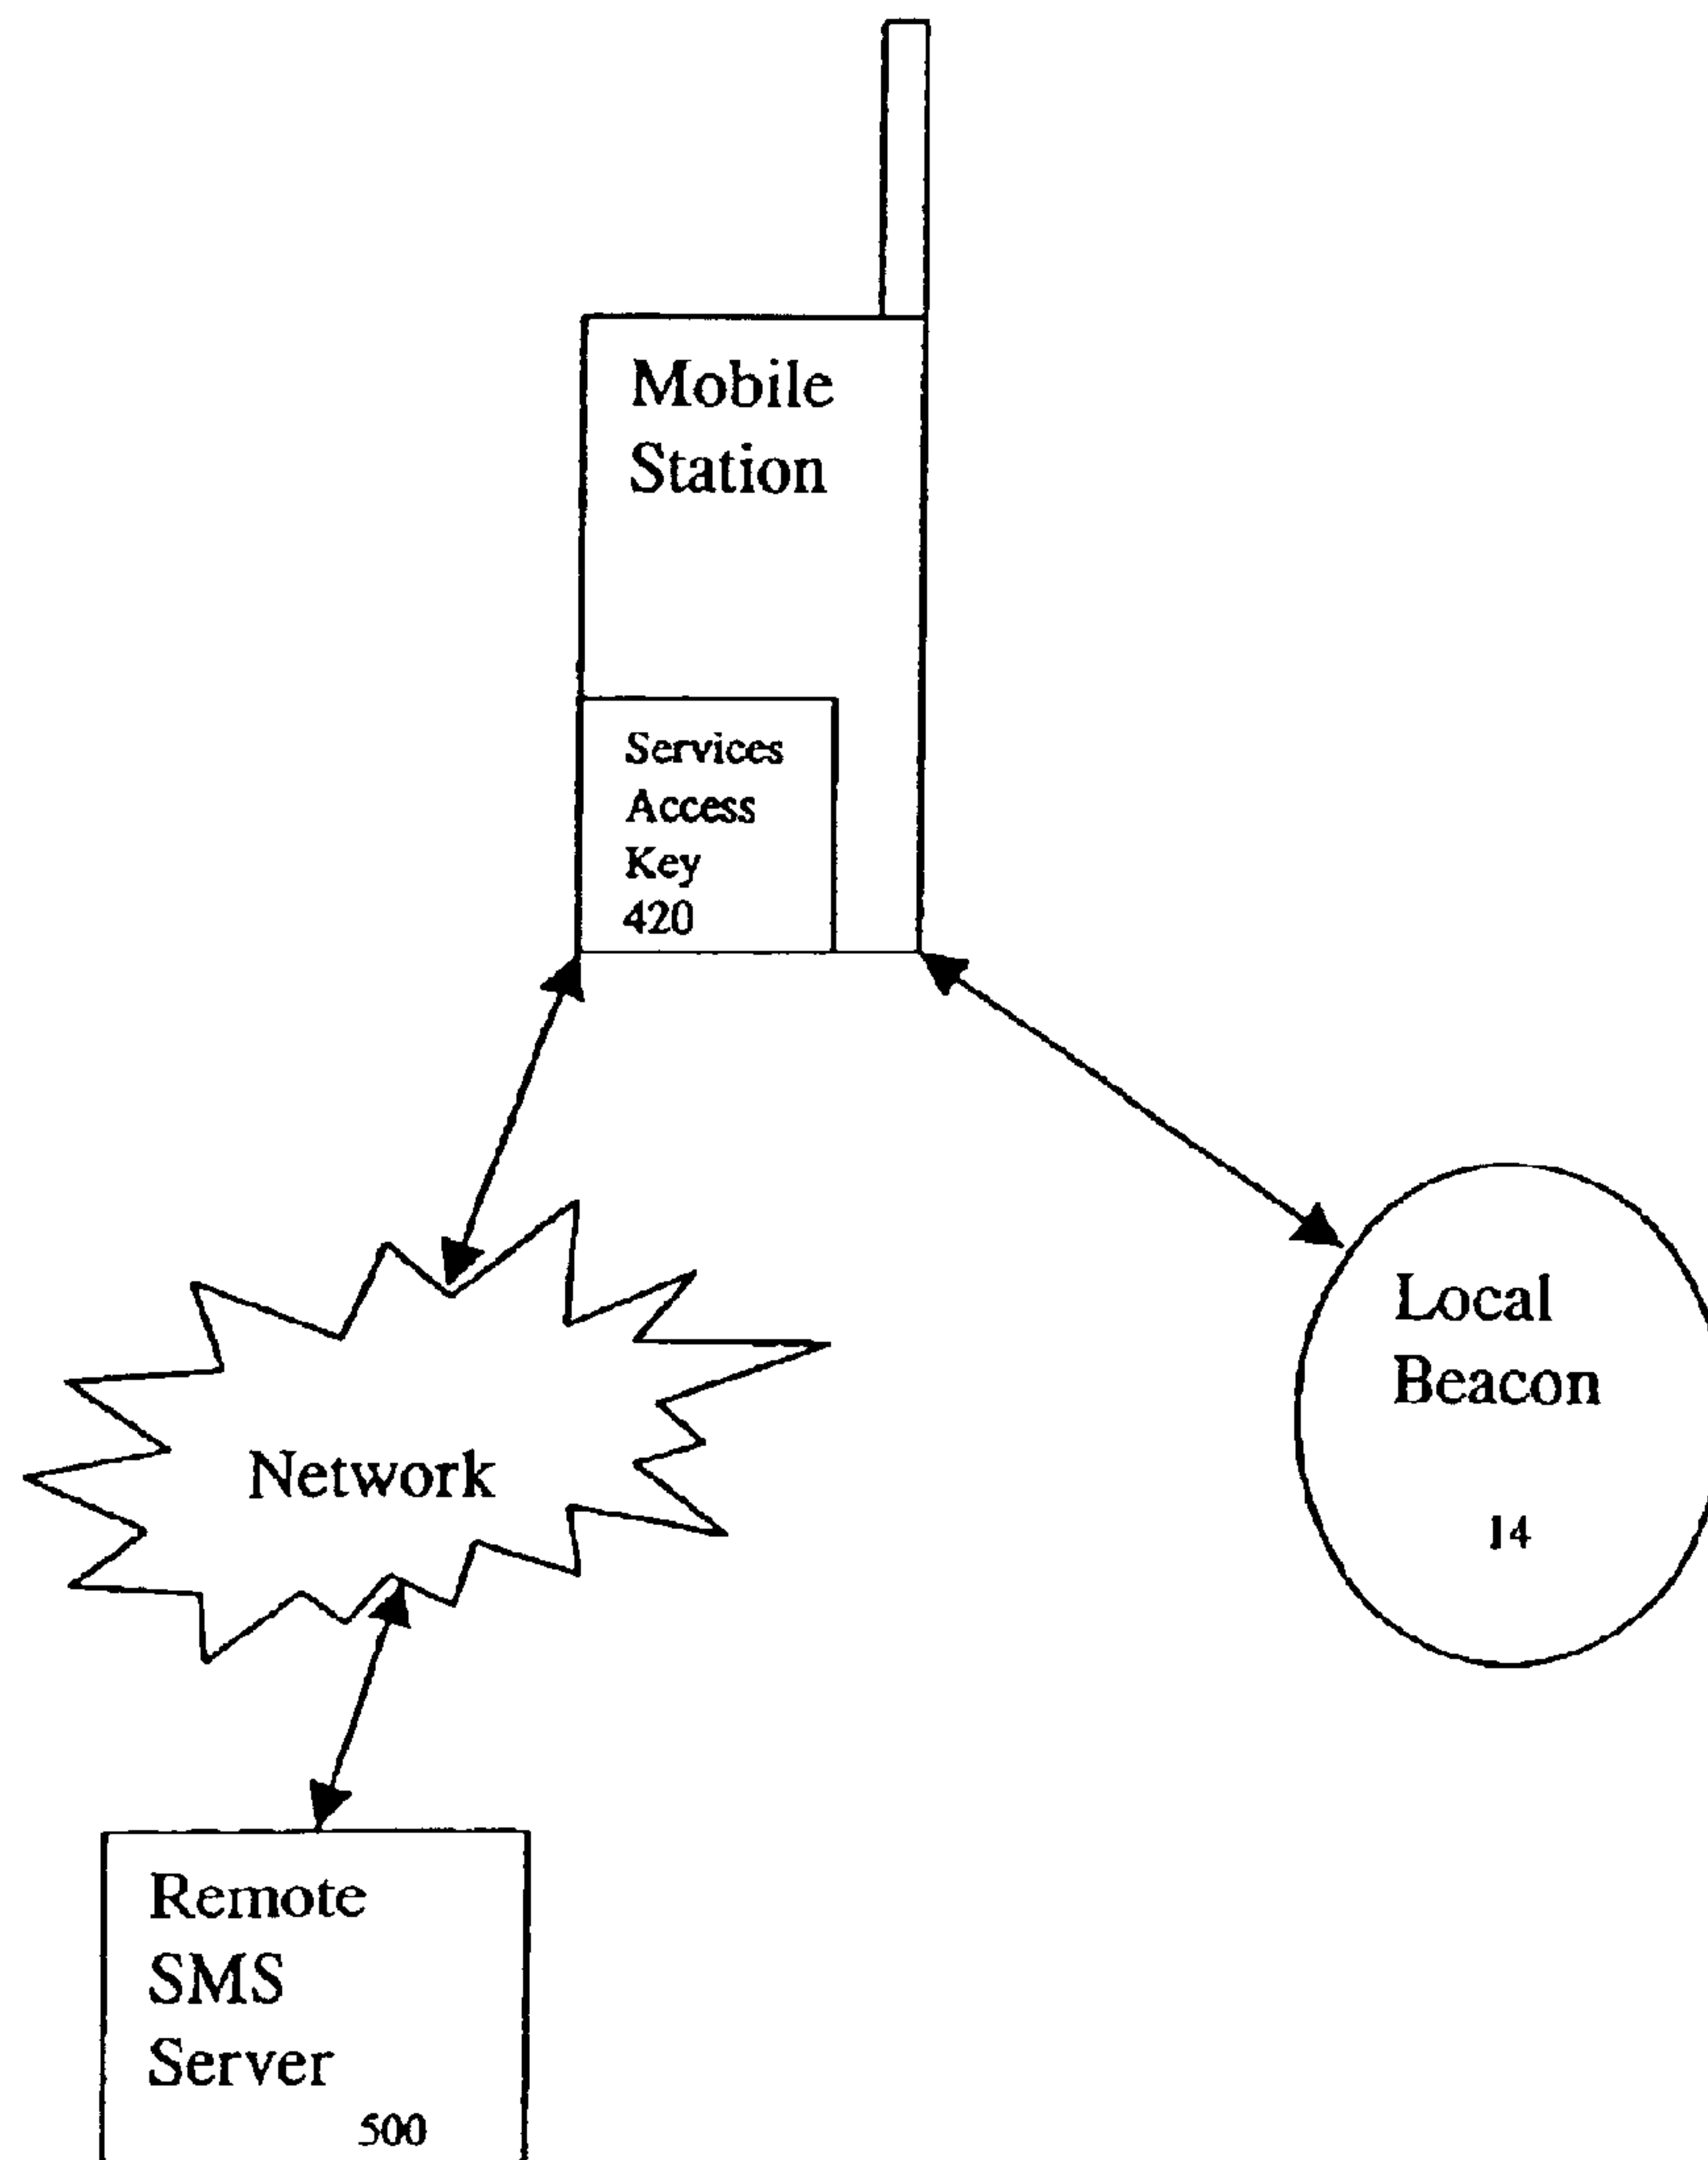 Mobile
Station
Services
Access
Key
420
Local
Beacon
14
Network
Remote
SMS
Server
500